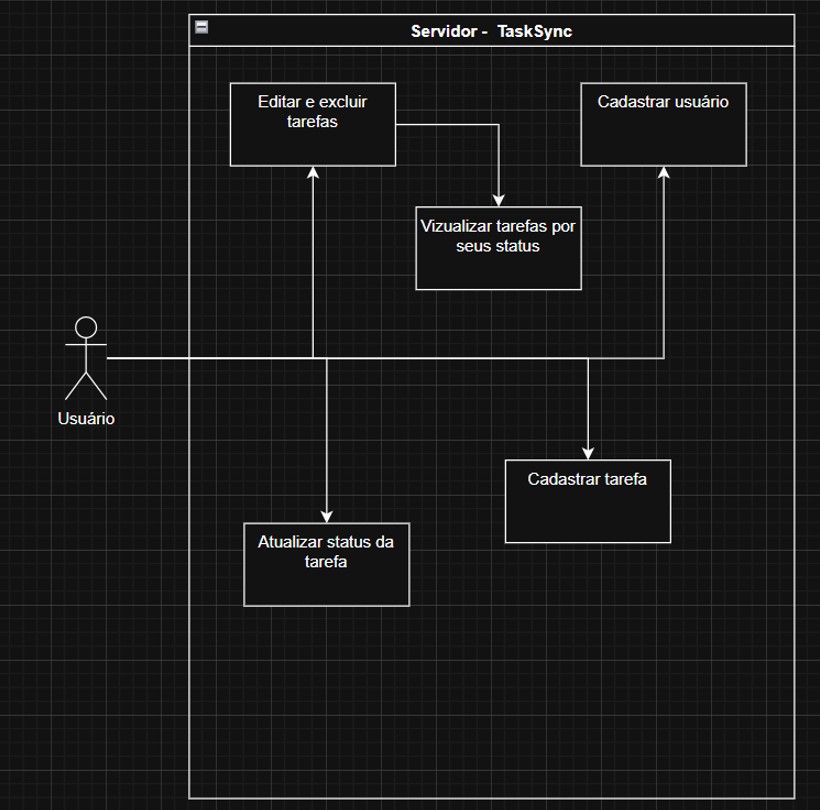 Servidor - TaskSync
Editar e excluir
tarefas
Cadastrar usuário
Vizualizar tarefas por
seus status
Usuário
Cadastrar tarefa
Atualizar status da
tarefa